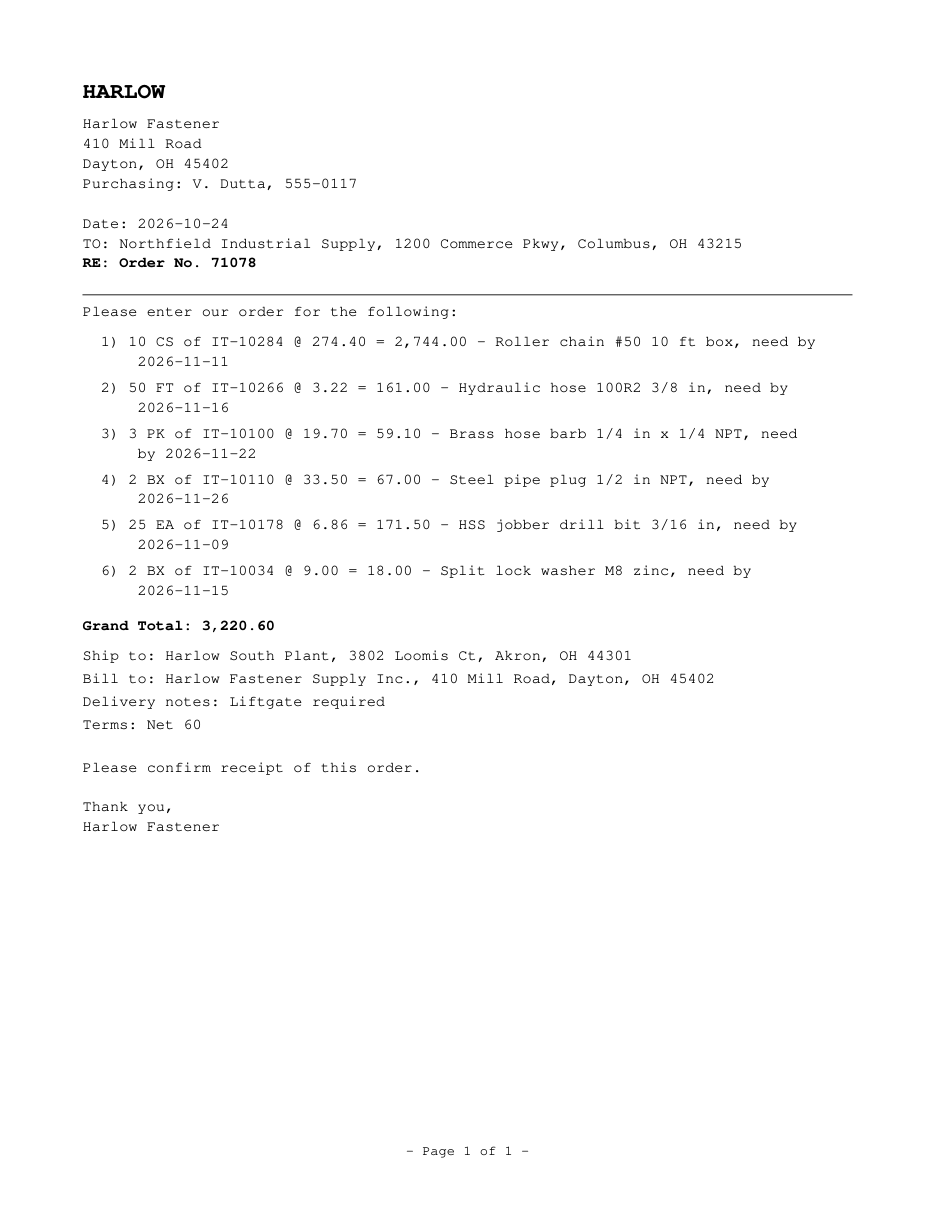 HARLOW
Harlow Fastener
410 Mill Road
Dayton, OH 45402
Purchasing: V. Dutta, 555-0117
Date: 2026-10-24
TO: Northfield Industrial Supply, 1200 Commerce Pkwy, Columbus, OH 43215
RE: Order No. 71078
Please enter our order for the following:
1) 10 CS of IT-10284 @ 274.40 = 2,744.00 - Roller chain #50 10 ft box, need by
2026-11-11
2) 50 FT of IT-10266 @ 3.22 = 161.00 - Hydraulic hose 100R2 3/8 in, need by
2026-11-16
3) 3 PK of IT-10100 @ 19.70 = 59.10 - Brass hose barb 1/4 in x 1/4 NPT, need
by 2026-11-22
4) 2 BX of IT-10110 @ 33.50 = 67.00 - Steel pipe plug 1/2 in NPT, need by
2026-11-26
5) 25 EA of IT-10178 @ 6.86 = 171.50 - HSS jobber drill bit 3/16 in, need by
2026-11-09
6) 2 BX of IT-10034 @ 9.00 = 18.00 - Split lock washer M8 zinc, need by
2026-11-15
Grand Total: 3,220.60
Ship to: Harlow South Plant, 3802 Loomis Ct, Akron, OH 44301
Bill to: Harlow Fastener Supply Inc., 410 Mill Road, Dayton, OH 45402
Delivery notes: Liftgate required
Terms: Net 60
Please confirm receipt of this order.
Thank you,
Harlow Fastener
- Page 1 of 1 -